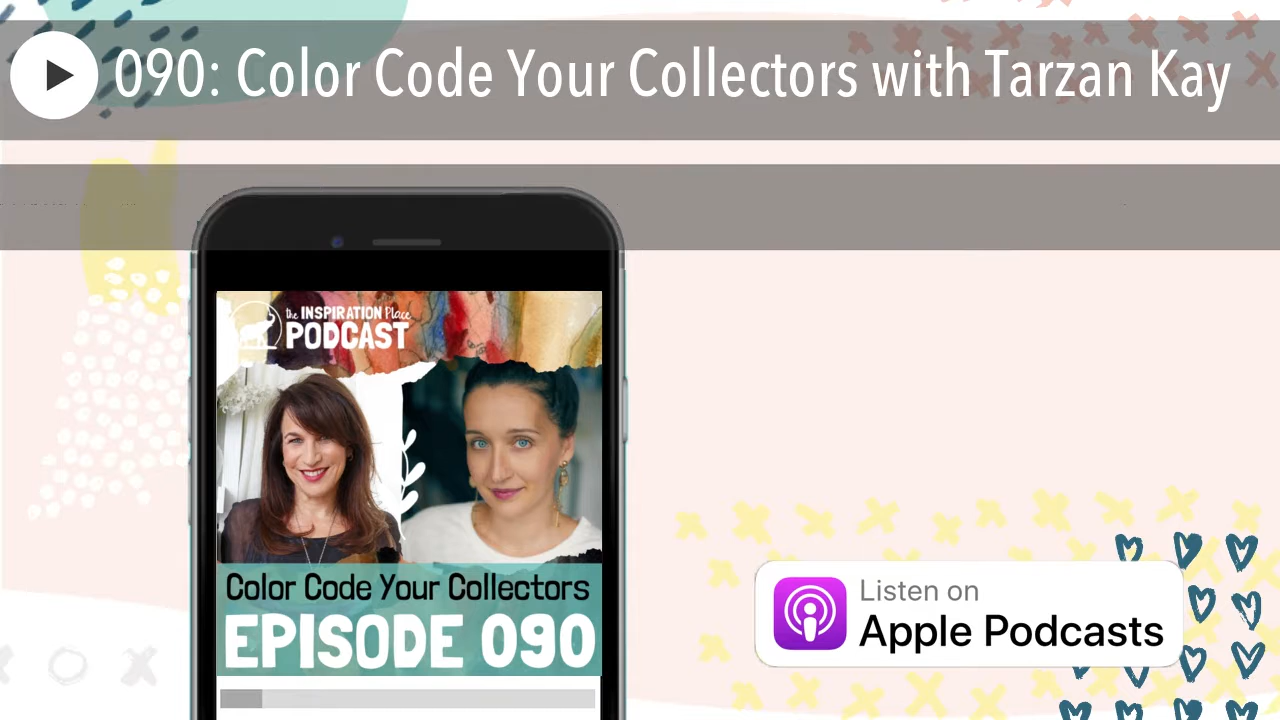 090: Color Code Your Collectors with Tarzan Kay
the INSPIRATION Place
PODCAST
Color Code Your Collectors
EPISODE 090
Listen on
Apple Podcasts